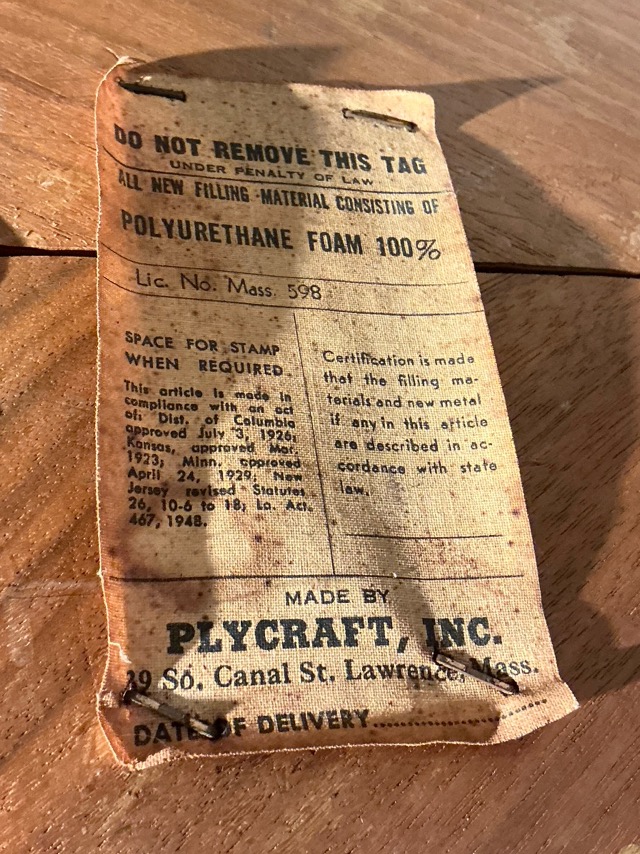 DO NOT REMOVE THIS TAG
UNDER PENALTY OF LAW
ALL NEW FILLING MATERIAL CONSISTING OF
POLYURETHANE FOAM 100%
Lic. No. Mass. 598
SPACE FOR STAMP
WHEN REQUIRED
This article is made in
compliance with an act
of: Dist. of Columbia
approved July 3, 1926;
Kansas, approved Mar.
1923; Minn. approved
April 24, 1929, New
Jersey revised Statutes
26, 10-6 to 18; La. Act.
467, 1948.
Certification is made
that the filling ma-
terials and new metal
if any in this article
are described in ac-
cordance with state
law.
MADE BY
PLYCRAFT, INC.
39 So. Canal St. Lawrence, Mass.
DATE OF DELIVERY....................